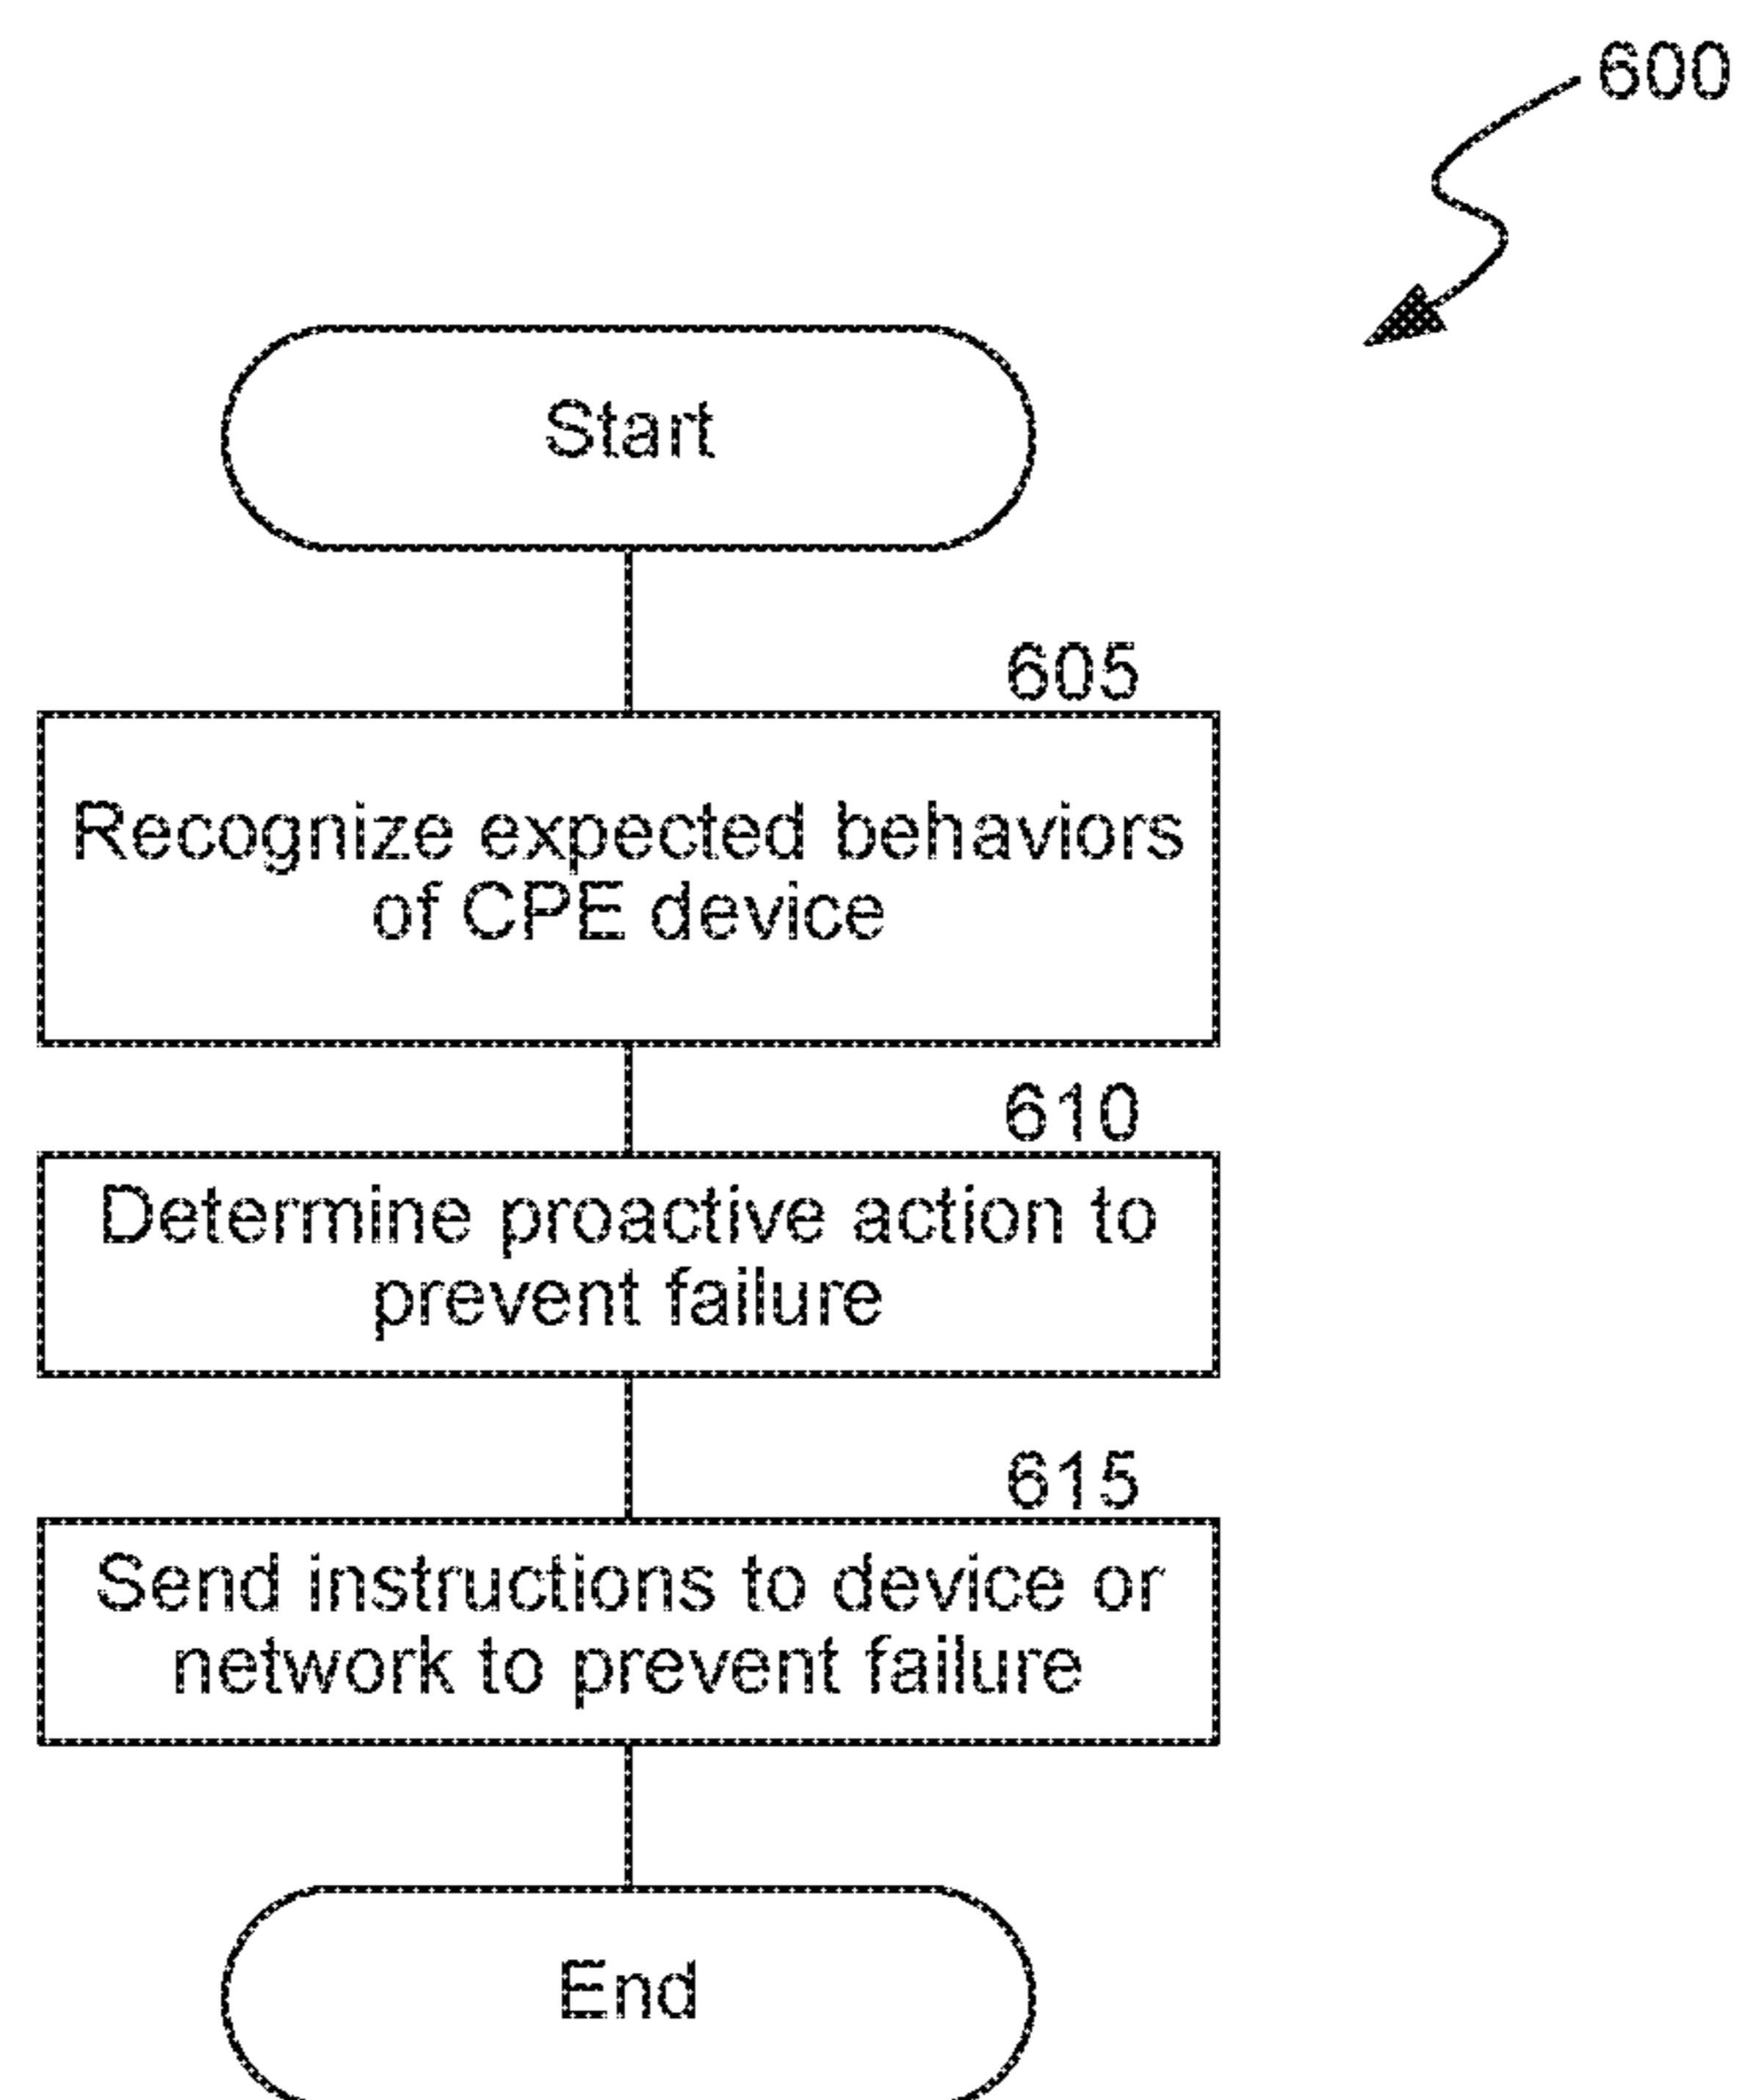 600
Start
605
Recognize expected behaviors
of CPE device
610
Determine proactive action to
prevent failure
615
Send instructions to device or
network to prevent failure
End